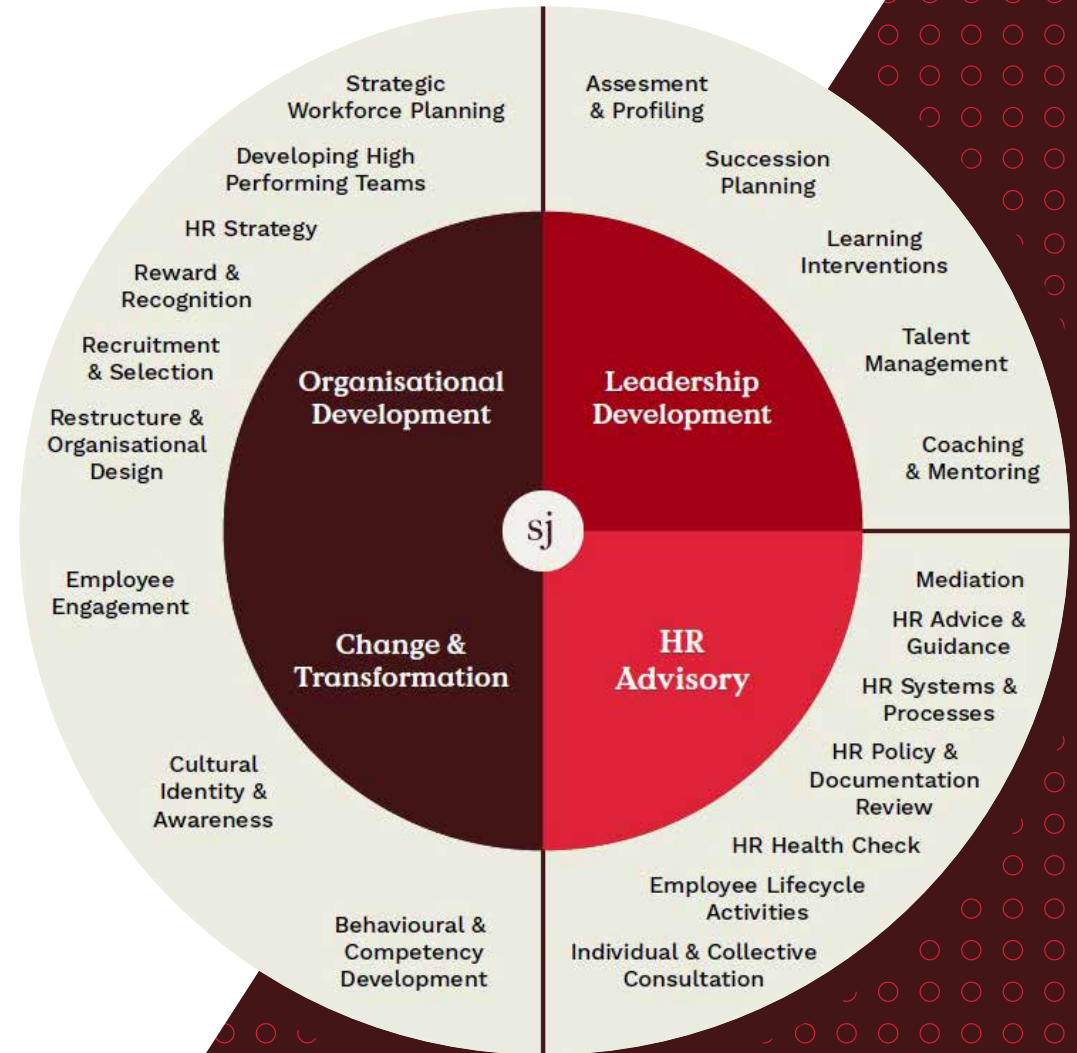 Strategic
Workforce Planning
Developing High
Performing Teams
HR Strategy
Reward &
Recognition
Recruitment
& Selection
Restructure &
Organisational
Design
Employee
Engagement
Cultural
Identity &
Awareness
Behavioural &
Competency
Development
Assesment
& Profiling
Succession
Planning
Learning
Interventions
Talent
Management
Coaching
& Mentoring
Mediation
HR Advice &
Guidance
HR Systems &
Processes
HR Policy &
Documentation
Review
HR Health Check
Employee Lifecycle
Activities
Individual & Collective
Consultation
Organisational
Development
Leadership
Development
sj
Change &
Transformation
HR
Advisory